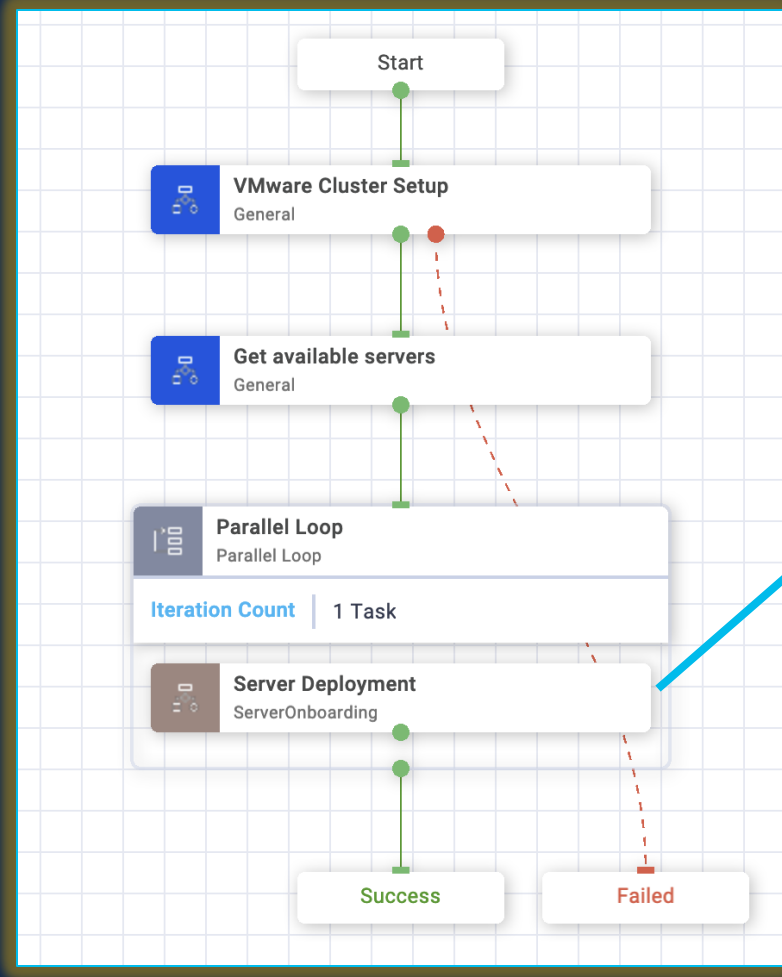 Start
VMware Cluster Setup
General
Get available servers
General
Parallel Loop
Parallel Loop
Iteration Count 1 Task
Server Deployment
ServerOnboarding
Success Failed